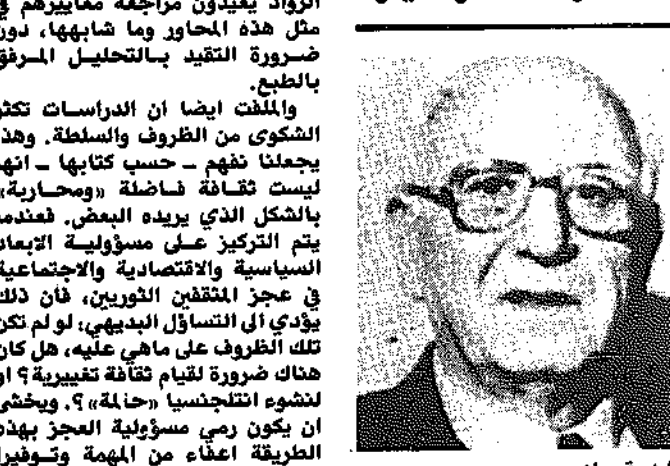 الرواد يعيدون مراجعة معاييرهم في
مثل هذه المحاور وما شابهها، دون
ضرورة التقيد بالتحليل المرفق
بالطبع.
والملفت ايضا ان الدراسات تكثر
الشكوى من الظروف والسلطة. وهذا
يجعلنا نفهم ـ حسب كتابها ـ انها
ليست ثقافة فاضلة «ومحاربة»
بالشكل الذي يريده البعض. فعندما
يتم التركيز على مسؤولية الابعاد
السياسية والاقتصادية والاجتماعية
في عجز المثقفين الثوريين، فأن ذلك
يؤدي الى التساؤل البديهي: لو لم تكن
تلك الظروف على ماهي عليه، هل كان
هناك ضرورة لقيام ثقافة تغييرية؟ او
لنشوء انتلجنسيا «حالمة»؟. ويخشى
ان يكون رمي مسؤولية العجز بهذه
الطريقة اعفاء من المهمة وتوفيرا